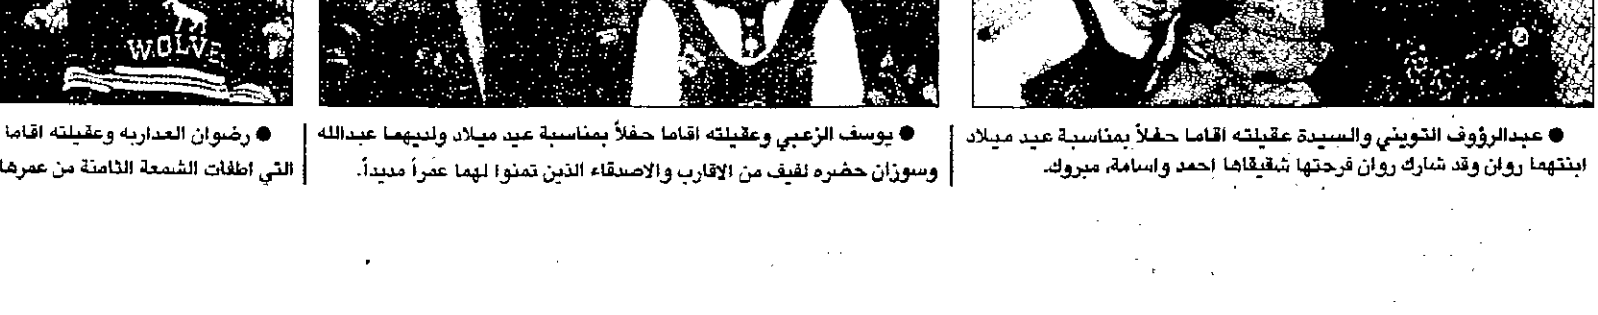 WOLVE
● عبدالرؤوف التويني والسيدة عقيلته اقاما حفلاً بمناسبة عيد ميلاد
ابنتهما روان وقد شارك روان فرحتها شقيقاها احمد واسامة، مبروك.
● يوسف الزعبي وعقيلته اقاما حفلاً بمناسبة عيد ميلاد ولديهما عبدالله
وسوزان حضره لفيف من الاقارب والاصدقاء الذين تمنوا لهما عمراً مديداً.
● رضوان العداربه وعقيلته اقاما
التي اطفات الشمعة الثامنة من عمرها